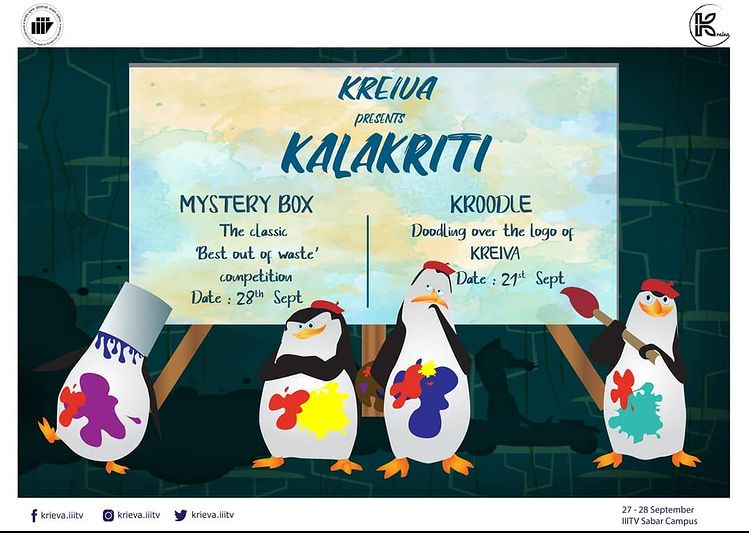 Kreiva
KREIVA
PRESENTS
KALAKRITI
MYSTERY BOX
The classic
'Best out of waste'
competition
Date : 28th Sept
KROODLE
Doodling over the logo of
KREIVA
Date : 21st Sept
krieva.iiitv
krieva.iiitv
krieva.iiitv
27 - 28 September
IIITV Sabar Campus